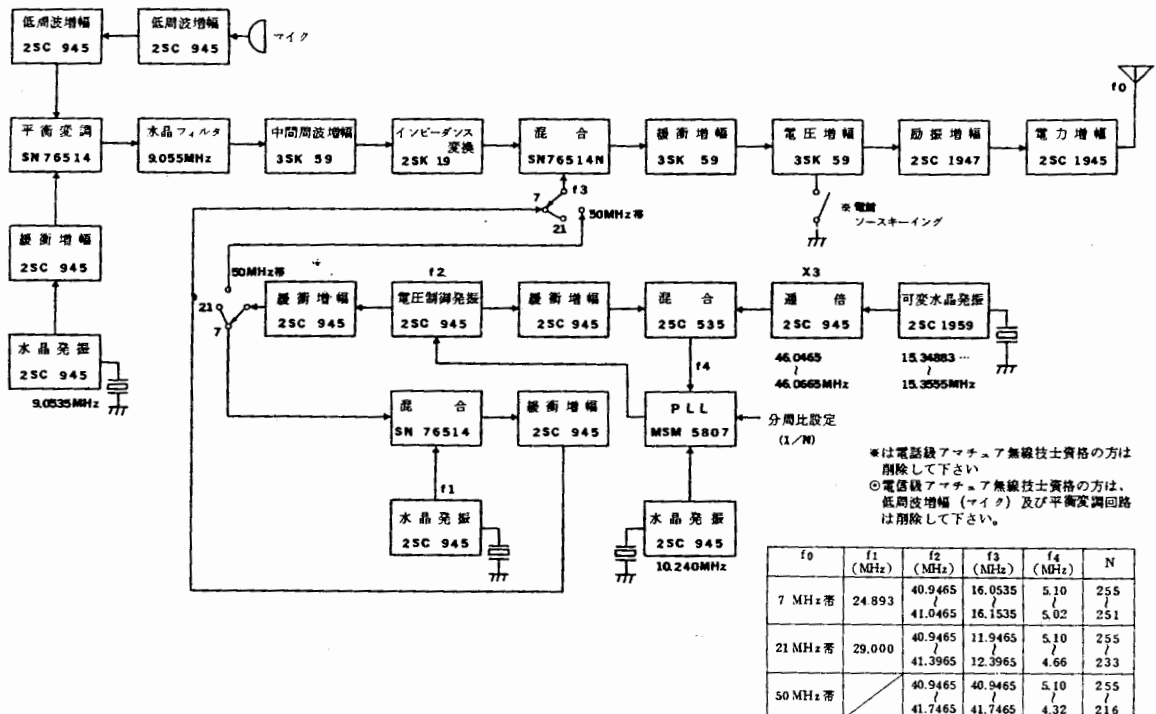 低周波増幅
2SC 945
低周波増幅
2SC 945
マイク
f0
平衡変調
SN 76514
水晶フィルタ
9.055MHz
中間周波増幅
3SK 59
インピーダンス
変換
2SK 19
混合
SN76514N
緩衝増幅
3SK 59
電圧増幅
3SK 59
励振増幅
2SC 1947
電力増幅
2SC 1945
7
f3
21
50MHz帯
※電鍵
ソースキーイング
緩衝増幅
2SC 945
50MHz帯
21
7
緩衝増幅
2SC 945
f2
電圧制御発振
2SC 945
緩衝増幅
2SC 945
混合
2SC 535
X3
逓倍
2SC 945
可変水晶発振
2SC 1959
水晶発振
2SC 945
9.0535MHz
46.0465
〜
46.0665MHz
15.34883…
〜
15.3555MHz
f4
混合
SN 76514
緩衝増幅
2SC 945
PLL
MSM 5807
分周比設定
(1/N)
f1
水晶発振
2SC 945
水晶発振
2SC 945
10.240MHz
※は電話級アマチュア無線技士資格の方は
削除して下さい
◎電信級アマチュア無線技士資格の方は、
低周波増幅（マイク）及び平衡変調回路
は削除して下さい。
f0 f1 (MHz) f2 (MHz) f3 (MHz) f4 (MHz) N
7 MHz帯 24.893 40.9465 〜 41.0465 16.0535 〜 16.1535 5.10 〜 5.02 255 〜 251
21 MHz帯 29.000 40.9465 〜 41.3965 11.9465 〜 12.3965 5.10 〜 4.66 255 〜 233
50 MHz帯 40.9465 〜 41.7465 40.9465 〜 41.7465 5.10 〜 4.32 255 〜 216